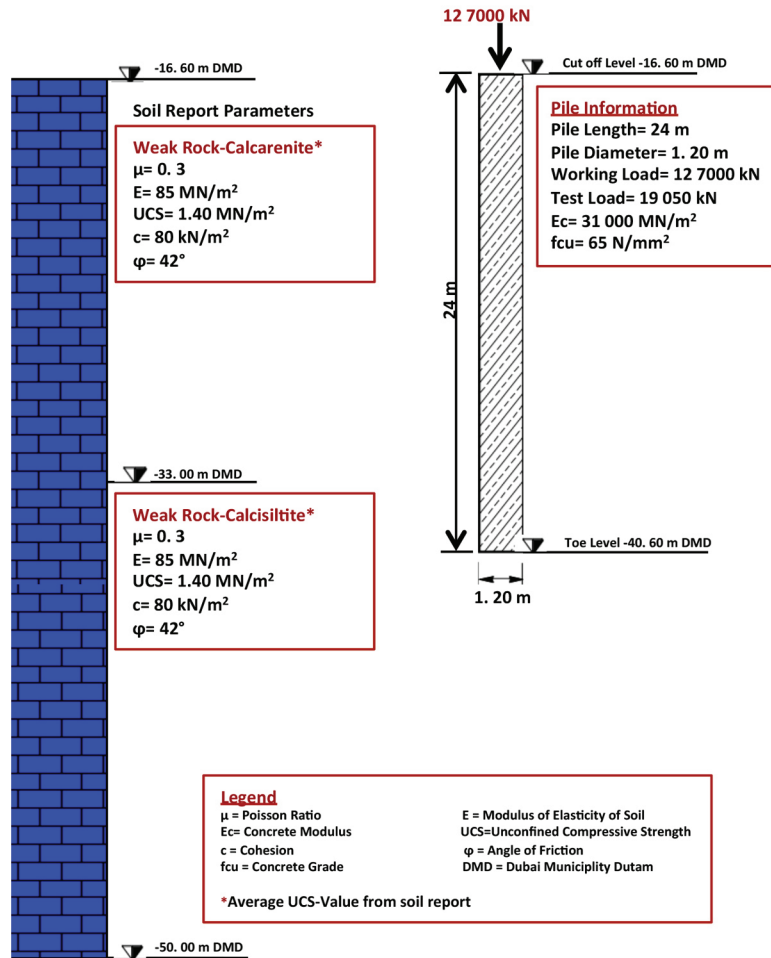 12 7000 kN
-16. 60 m DMD
Cut off Level -16. 60 m DMD
Soil Report Parameters
Weak Rock-Calcarenite*
μ= 0. 3
E= 85 MN/m²
UCS= 1.40 MN/m²
c= 80 kN/m²
φ= 42°
Pile Information
Pile Length= 24 m
Pile Diameter= 1. 20 m
Working Load= 12 7000 kN
Test Load= 19 050 kN
Ec= 31 000 MN/m²
fcu= 65 N/mm²
24 m
-33. 00 m DMD
Weak Rock-Calcisiltite*
μ= 0. 3
E= 85 MN/m²
UCS= 1.40 MN/m²
c= 80 kN/m²
φ= 42°
Toe Level -40. 60 m DMD
1. 20 m
Legend
μ = Poisson Ratio
Ec= Concrete Modulus
c = Cohesion
fcu = Concrete Grade
E = Modulus of Elasticity of Soil
UCS=Unconfined Compressive Strength
φ = Angle of Friction
DMD = Dubai Municiplity Dutam
*Average UCS-Value from soil report
-50. 00 m DMD